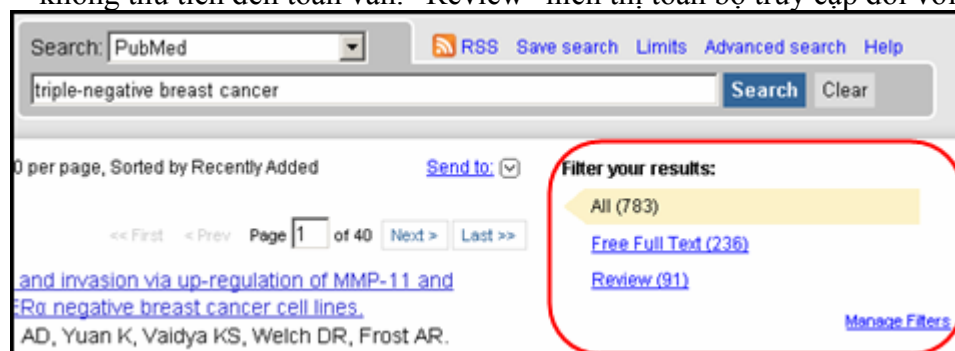 không thu tiền đến toàn văn. "Review" hiển thị toàn bộ truy cập đối với
Search: PubMed RSS Save search Limits Advanced search Help
triple-negative breast cancer Search Clear
0 per page, Sorted by Recently Added Send to: Filter your results:
All (783)
<< First < Prev Page 1 of 40 Next > Last >>
Free Full Text (236)
and invasion via up-regulation of MMP-11 and
Review (91)
ERα negative breast cancer cell lines.
Manage Filters
AD, Yuan K, Vaidya KS, Welch DR, Frost AR.